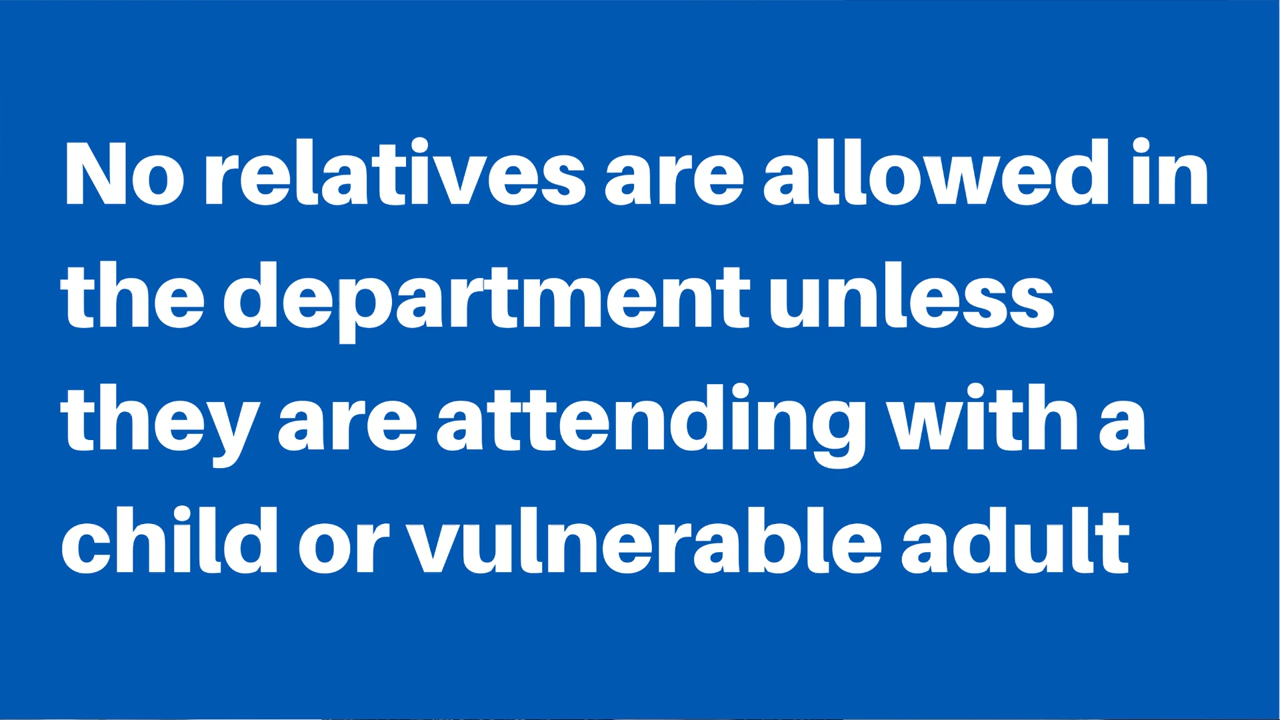 No relatives are allowed in
the department unless
they are attending with a
child or vulnerable adult